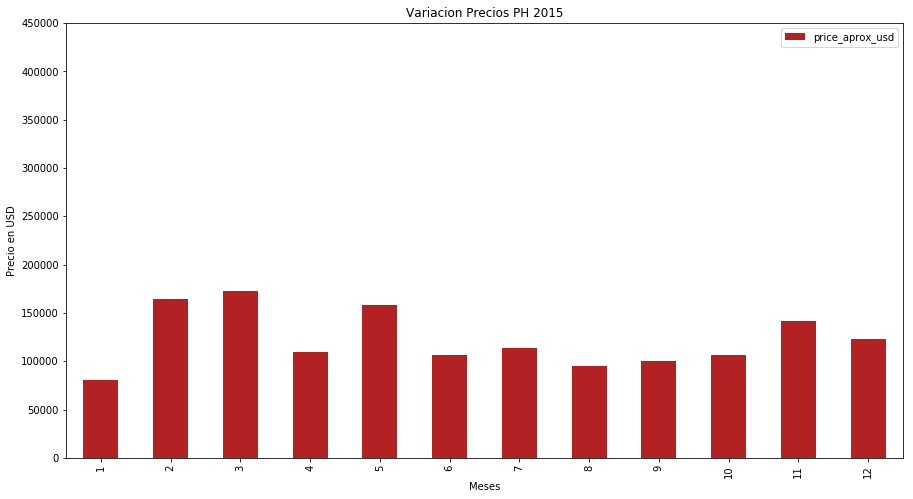 Variacion Precios PH 2015
price_aprox_usd
450000
400000
350000
300000
250000
200000
150000
100000
50000
0
Precio en USD
1 2 3 4 5 6 7 8 9 10 11 12
Meses